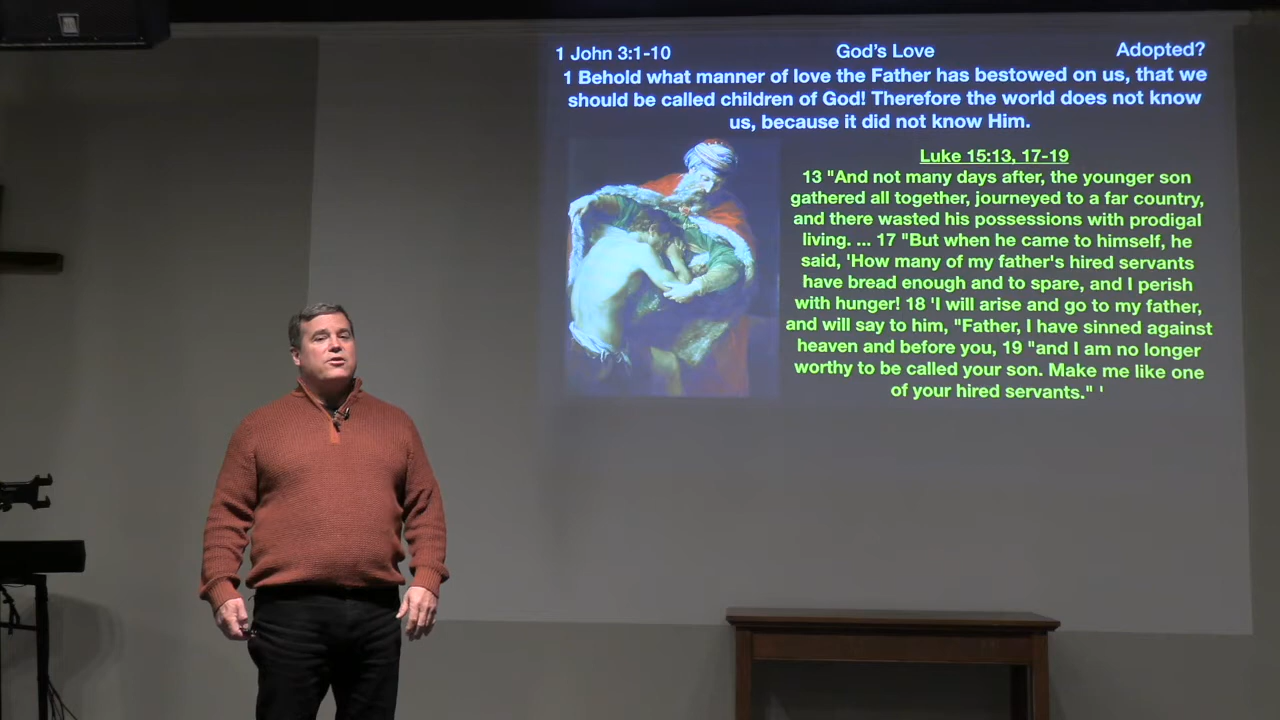 1 John 3:1-10 God's Love Adopted?
1 Behold what manner of love the Father has bestowed on us, that we
should be called children of God! Therefore the world does not know
us, because it did not know Him.
Luke 15:13, 17-19
13 "And not many days after, the younger son
gathered all together, journeyed to a far country,
and there wasted his possessions with prodigal
living. ... 17 "But when he came to himself, he
said, 'How many of my father's hired servants
have bread enough and to spare, and I perish
with hunger! 18 'I will arise and go to my father,
and will say to him, "Father, I have sinned against
heaven and before you, 19 "and I am no longer
worthy to be called your son. Make me like one
of your hired servants." '